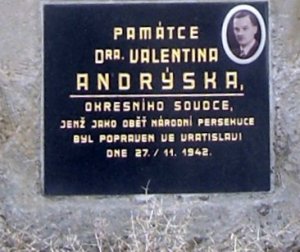 PAMÁTCE
DRA. VALENTINA
ANDRÝSKA,
OKRESNÍHO SOUDCE,
JENŽ JAKO OBĚŤ NÁRODNÍ PERSEKUCE
BYL POPRAVEN VE VRATISLAVI
DNE 27./11.1942.